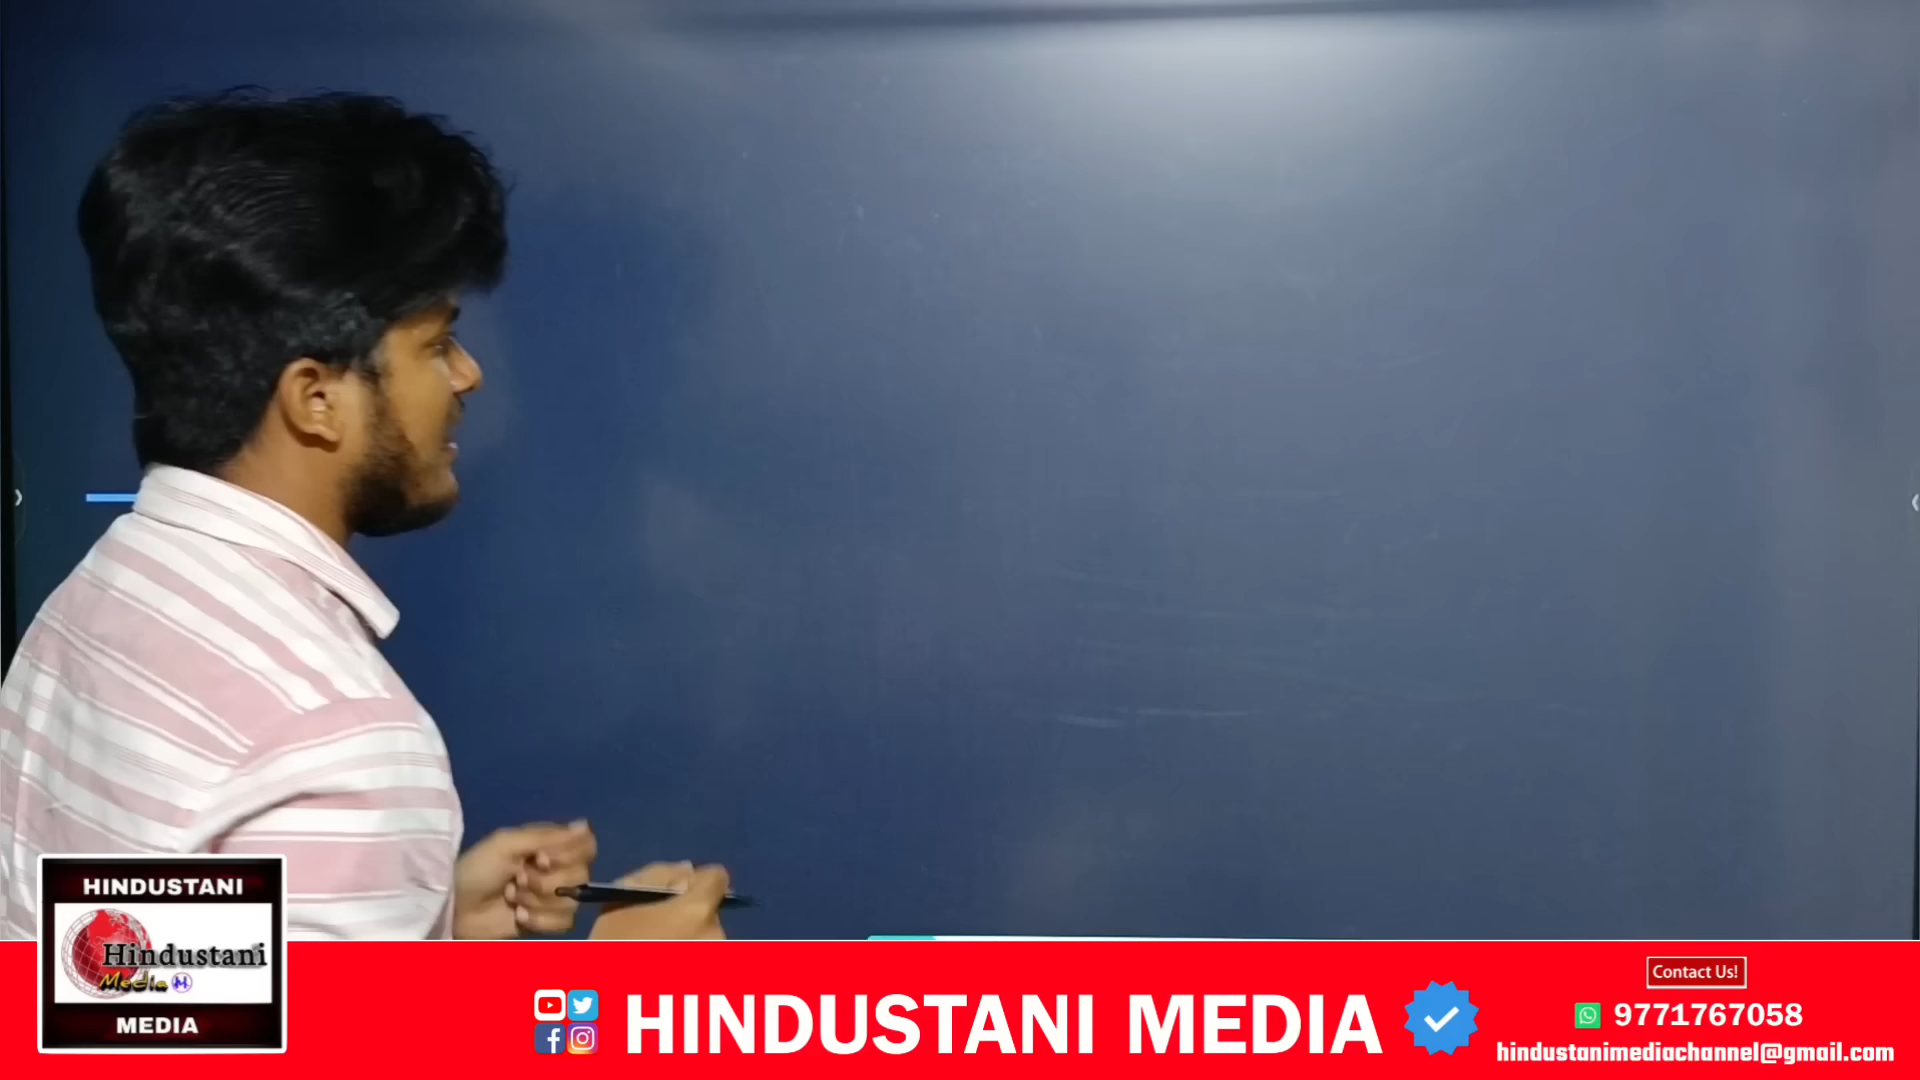 HINDUSTANI
Hindustani
Media M
MEDIA
HINDUSTANI MEDIA
Contact Us!
9771767058
hindustanimediachannel@gmail.com